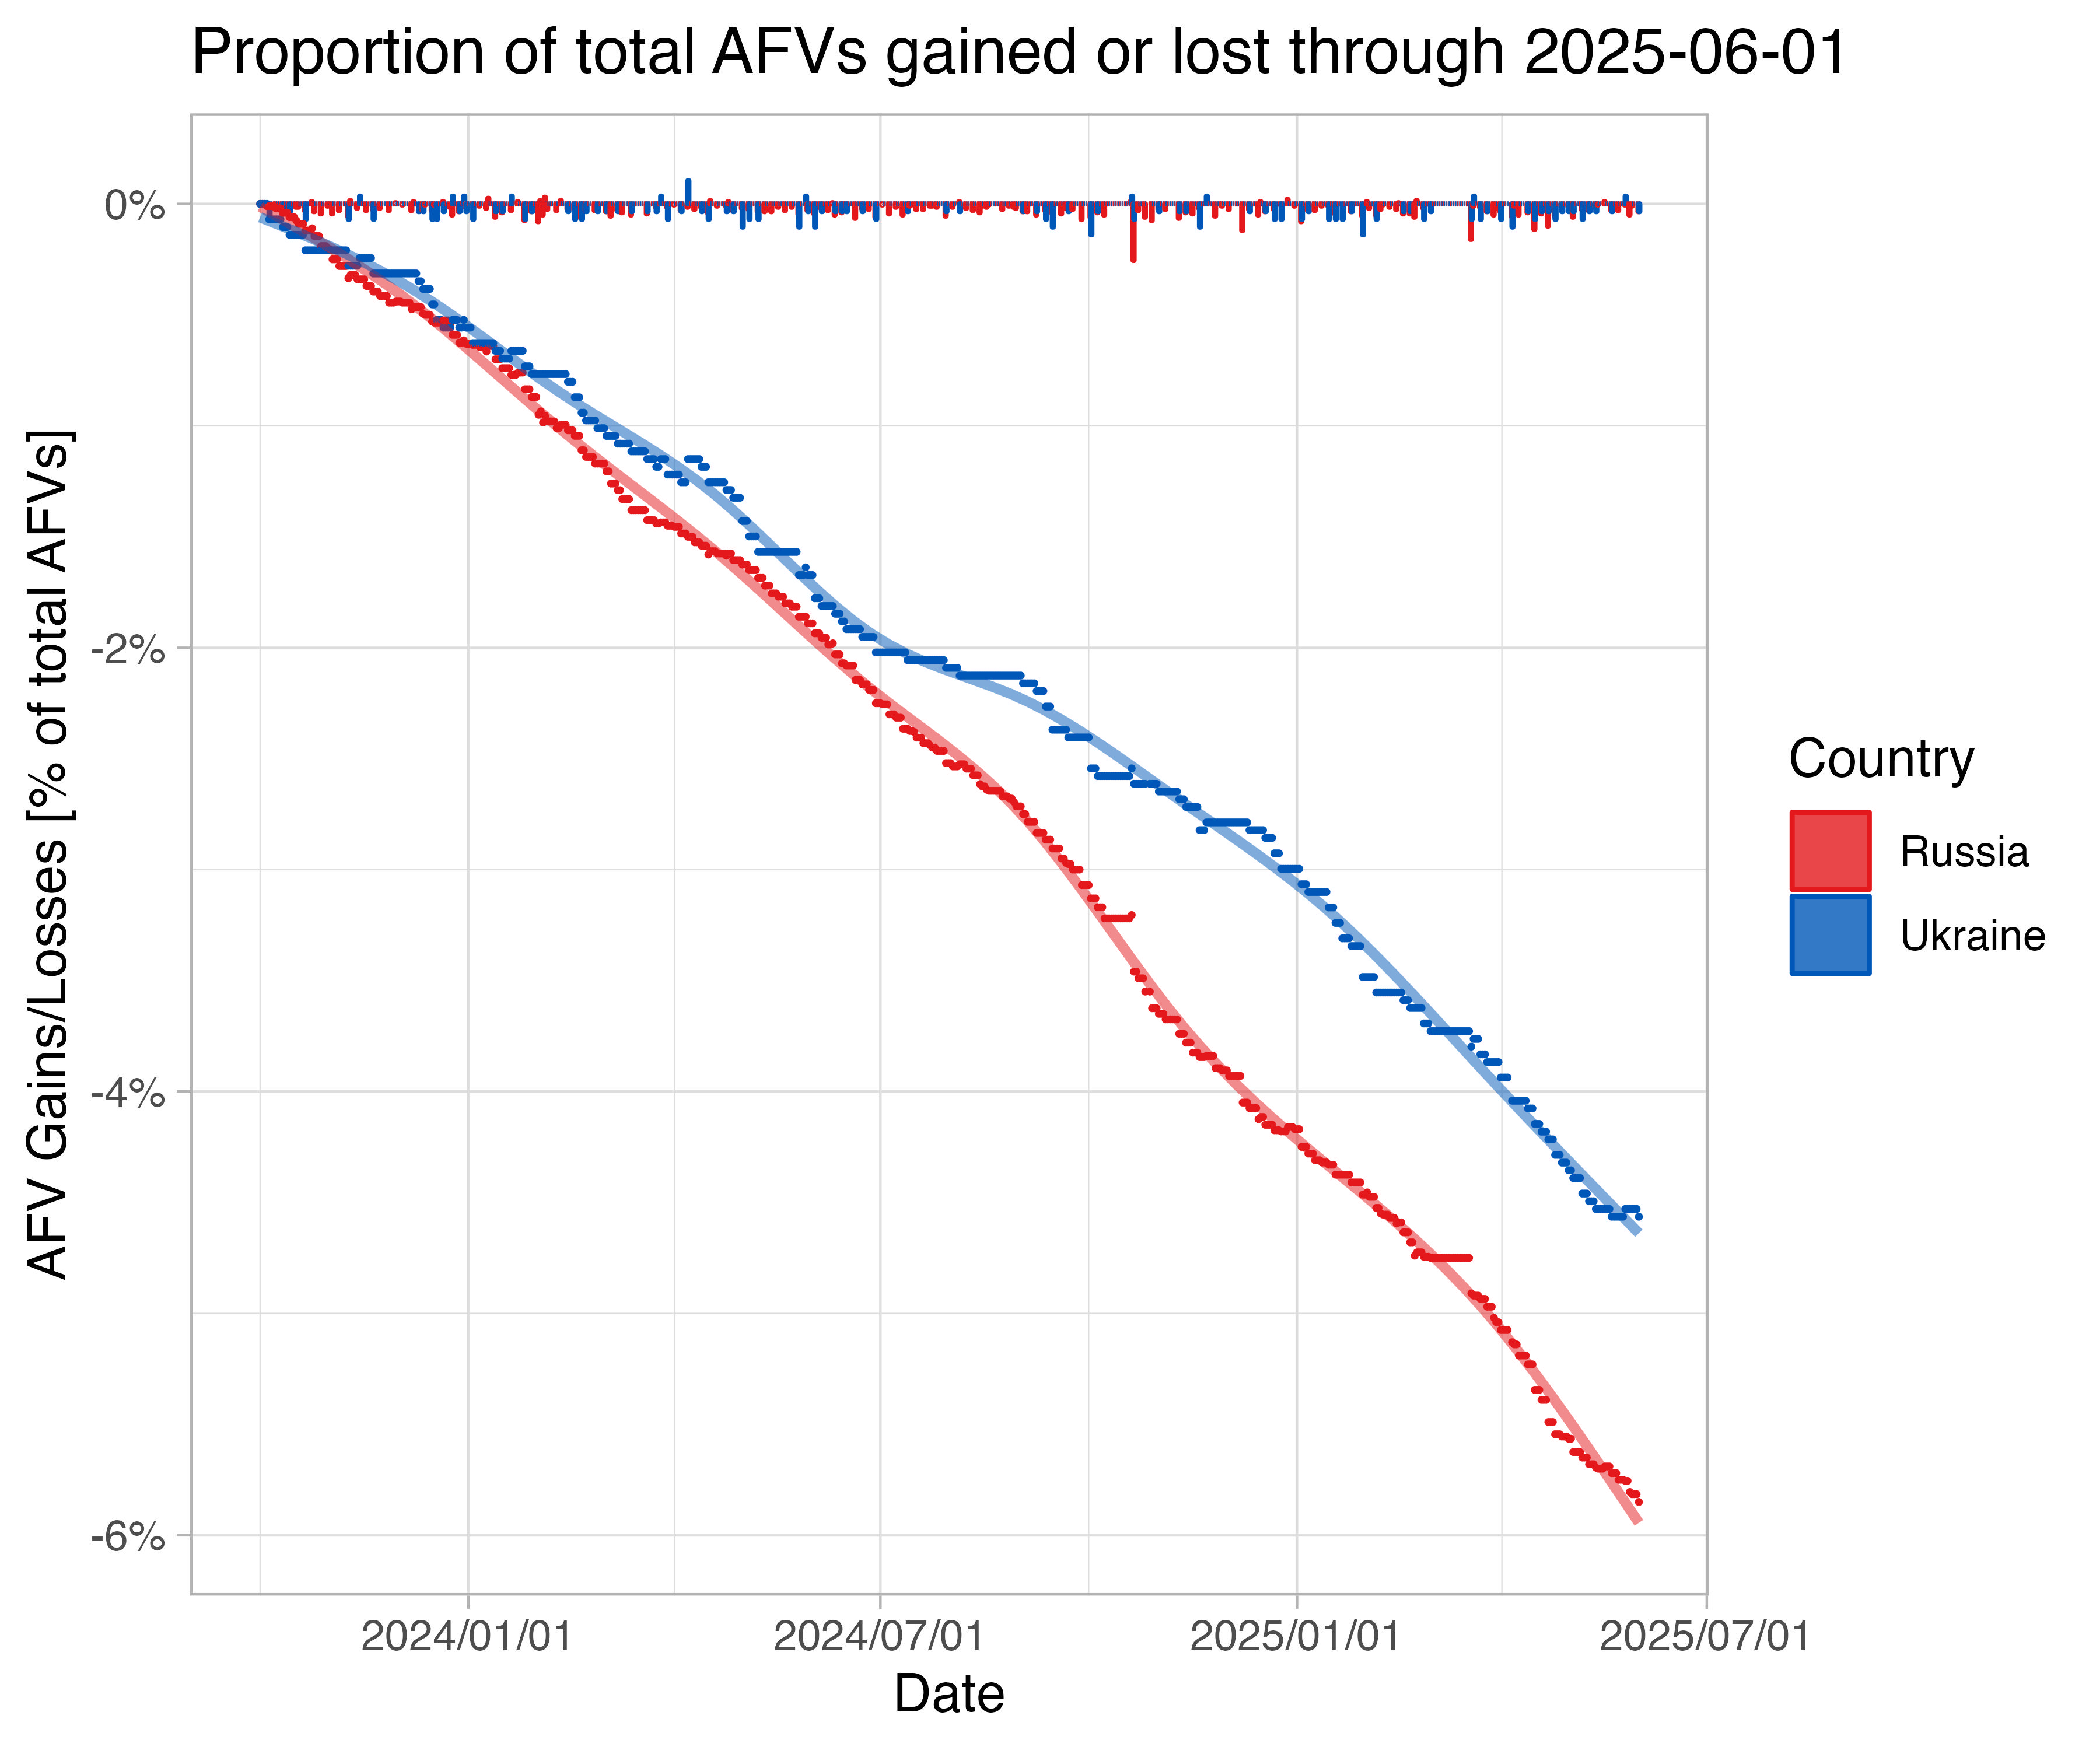 Proportion of total AFVs gained or lost through 2025-06-01
AFV Gains/Losses [% of total AFVs]
0%
-2%
-4%
-6%
2024/01/01
2024/07/01
2025/01/01
2025/07/01
Date
Country
Russia
Ukraine